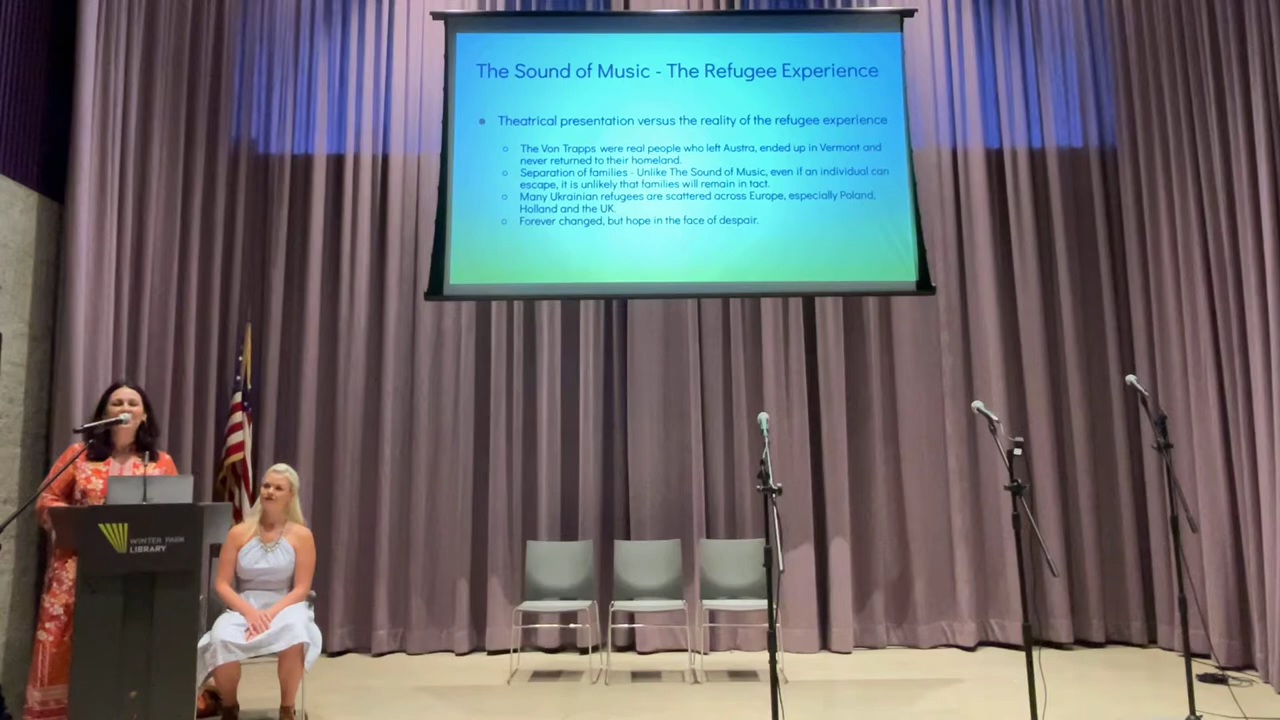 The Sound of Music - The Refugee Experience
Theatrical presentation versus the reality of the refugee experience
The Von Trapps were real people who left Austra, ended up in Vermont and
never returned to their homeland.
Separation of families - Unlike The Sound of Music, even if an individual can
escape, it is unlikely that families will remain in tact.
Many Ukrainian refugees are scattered across Europe, especially Poland,
Holland and the UK.
Forever changed, but hope in the face of despair.
WINTER PARK
LIBRARY